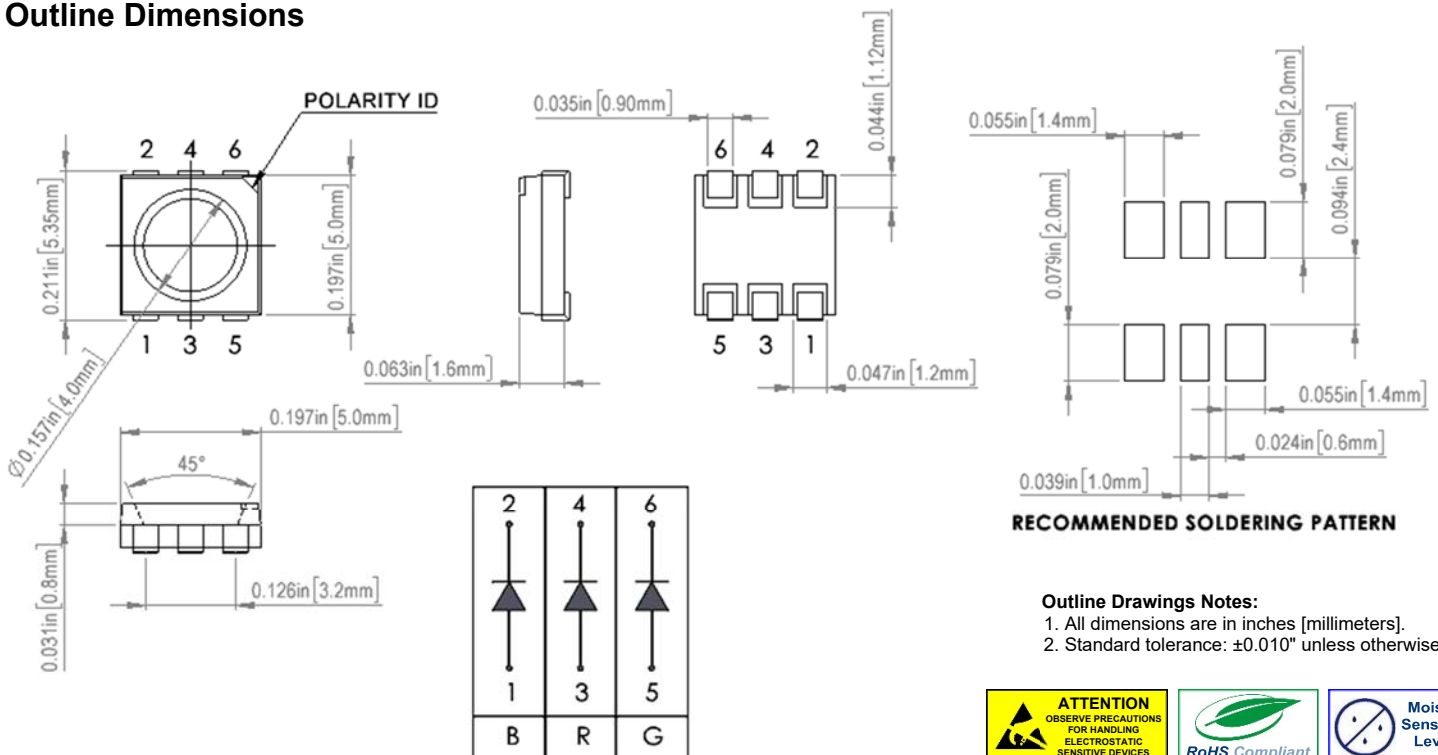 Outline Dimensions
POLARITY ID
2 4 6
0.211in [5.35mm]
0.197in [5.0mm]
1 3 5
Ø0.157in [4.0mm]
0.035in [0.90mm]
0.044in [1.12mm]
6 4 2
5 3 1
0.063in [1.6mm]
0.047in [1.2mm]
0.055in [1.4mm]
0.079in [2.0mm]
0.094in [2.4mm]
0.079in [2.0mm]
0.055in [1.4mm]
0.024in [0.6mm]
0.039in [1.0mm]
RECOMMENDED SOLDERING PATTERN
0.197in [5.0mm]
45°
0.031in [0.8mm]
0.126in [3.2mm]
2 4 6
1 3 5
B R G
Outline Drawings Notes:
1. All dimensions are in inches [millimeters].
2. Standard tolerance: ±0.010" unless otherwise
ATTENTION
OBSERVE PRECAUTIONS
FOR HANDLING
ELECTROSTATIC
SENSITIVE DEVICES
RoHS Compliant